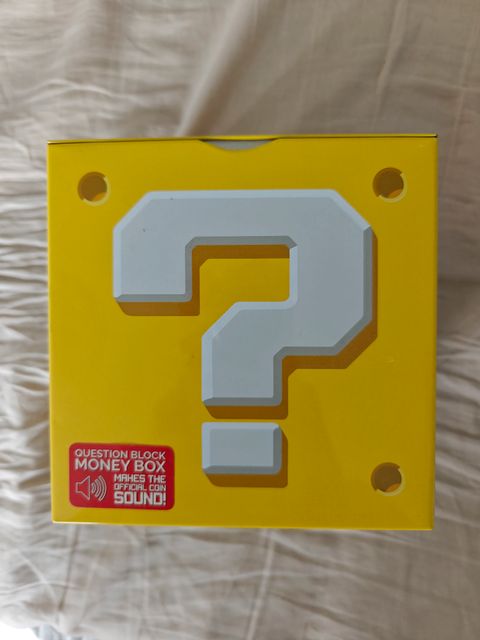 ?
QUESTION BLOCK
MONEY BOX
MAKES THE
OFFICIAL COIN
SOUND!